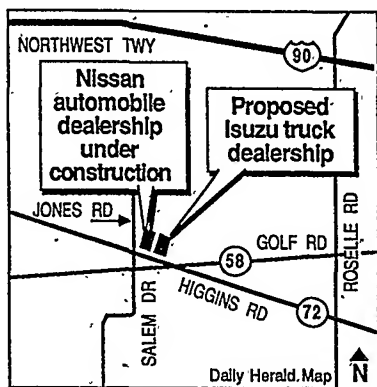 NORTHWEST TWY
90
Nissan
automobile
dealership
under
construction
Proposed
Isuzu truck
dealership
JONES RD
GOLF RD
58
ROSELLE RD
SALEM DR
HIGGINS RD
72
Daily Herald Map
N